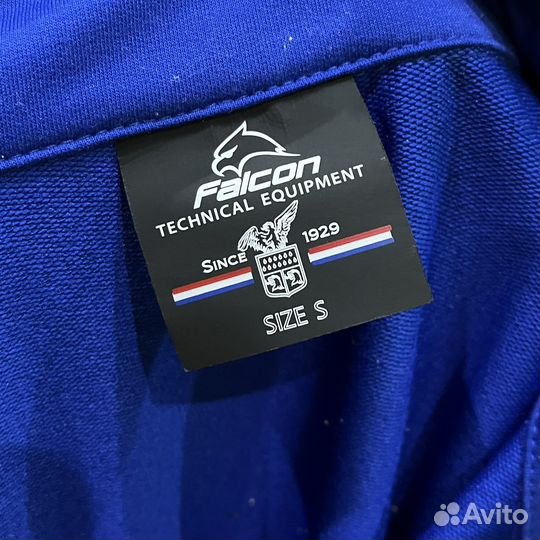 Falcon
TECHNICAL EQUIPMENT
SINCE 1929
SIZE S
Avito